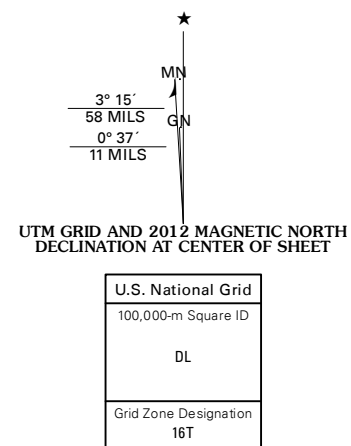 ★
MN
3° 15´
58 MILS
GN
0° 37´
11 MILS
UTM GRID AND 2012 MAGNETIC NORTH
DECLINATION AT CENTER OF SHEET
U.S. National Grid
100,000-m Square ID
DL
Grid Zone Designation
16T